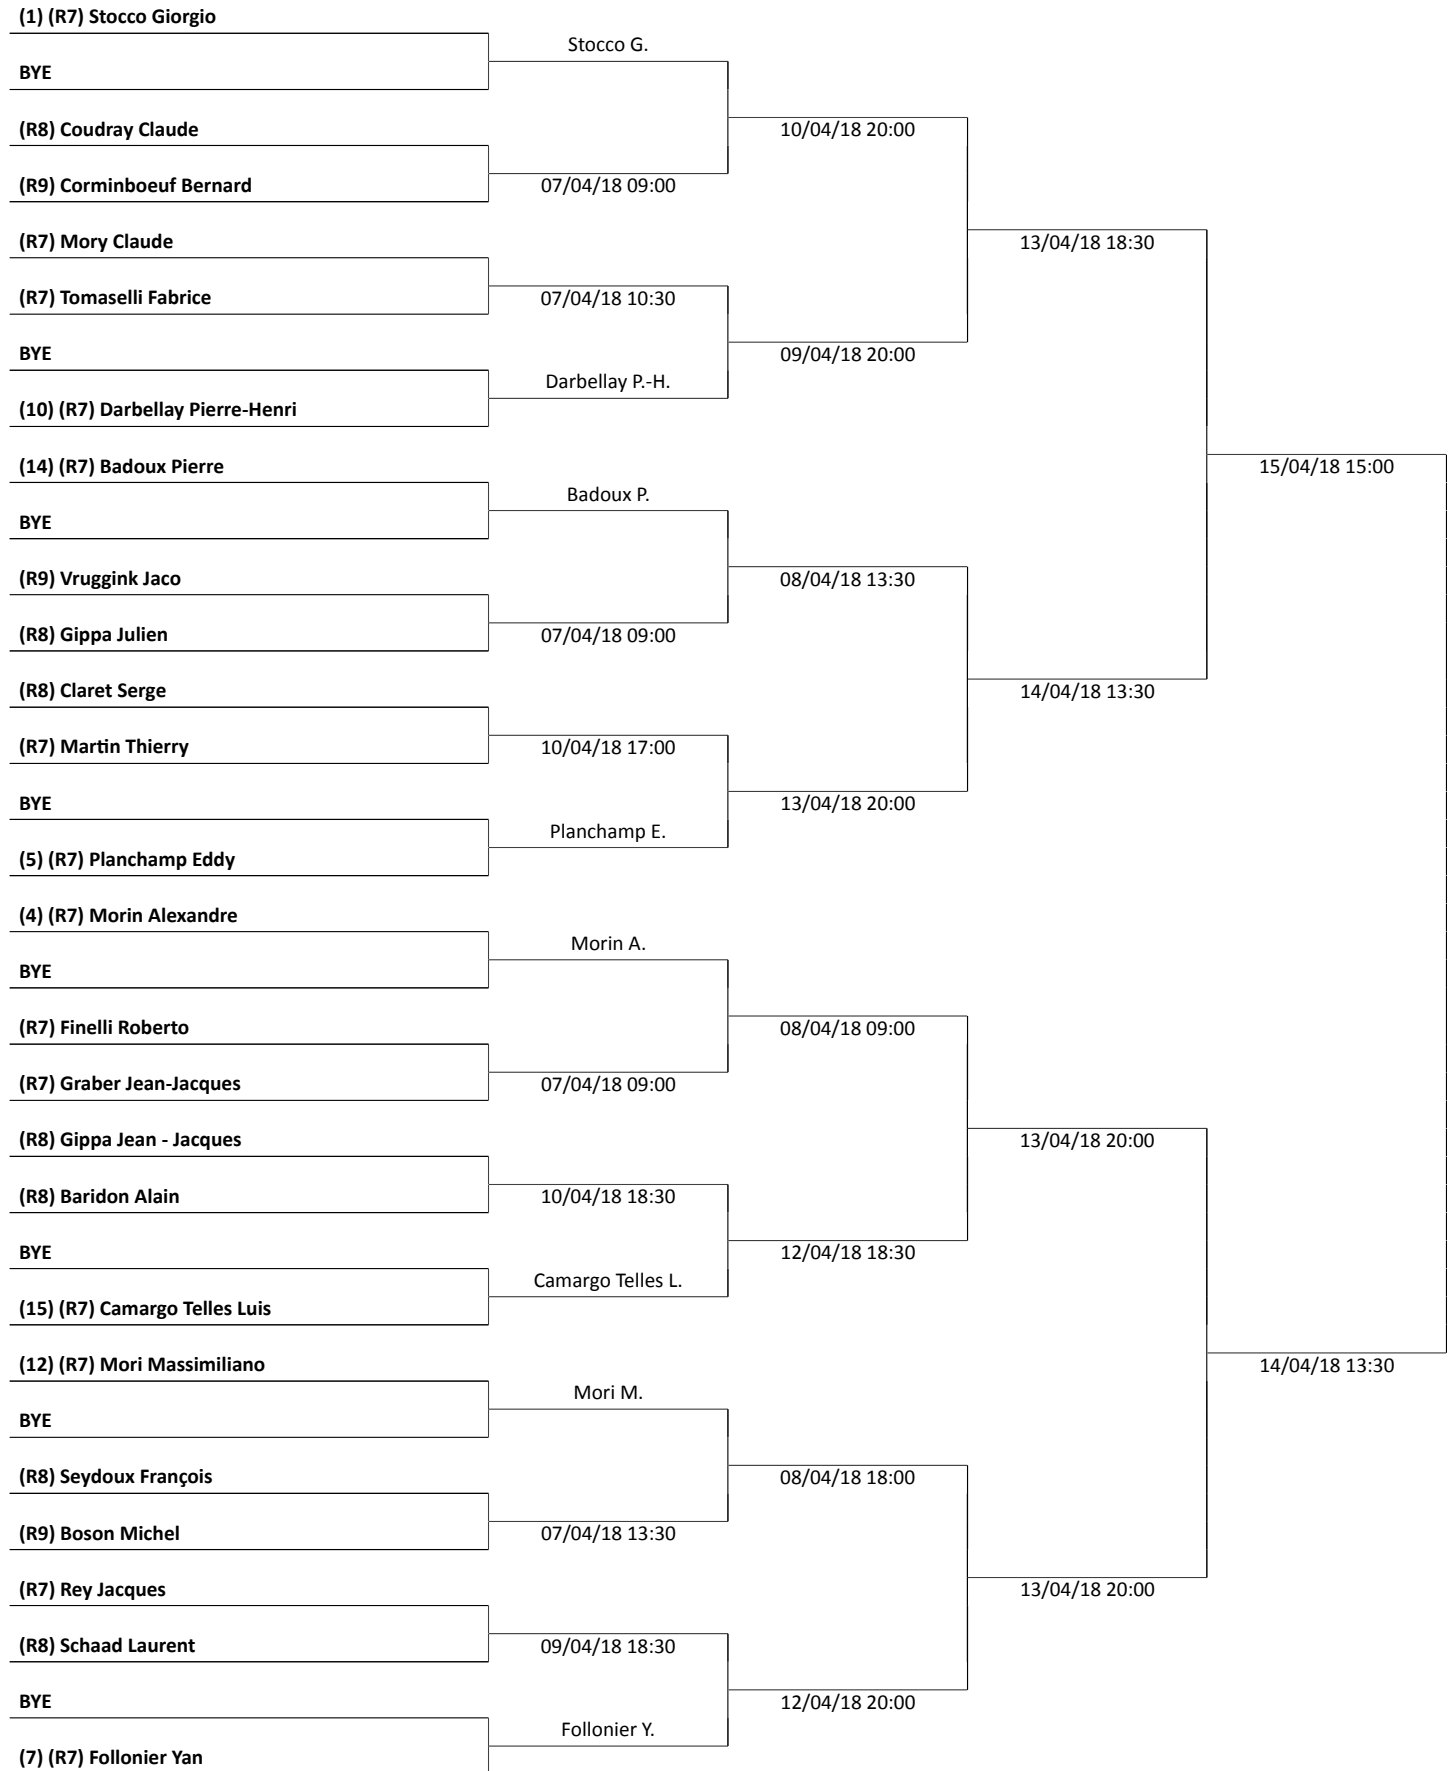 (1) (R7) Stocco Giorgio
Stocco G.
BYE
(R8) Coudray Claude
10/04/18 20:00
(R9) Corminboeuf Bernard
07/04/18 09:00
(R7) Mory Claude
13/04/18 18:30
(R7) Tomaselli Fabrice
07/04/18 10:30
BYE
09/04/18 20:00
Darbellay P.-H.
(10) (R7) Darbellay Pierre-Henri
(14) (R7) Badoux Pierre
15/04/18 15:00
Badoux P.
BYE
(R9) Vruggink Jaco
08/04/18 13:30
(R8) Gippa Julien
07/04/18 09:00
(R8) Claret Serge
14/04/18 13:30
(R7) Martin Thierry
10/04/18 17:00
BYE
13/04/18 20:00
Planchamp E.
(5) (R7) Planchamp Eddy
(4) (R7) Morin Alexandre
Morin A.
BYE
(R7) Finelli Roberto
08/04/18 09:00
(R7) Graber Jean-Jacques
07/04/18 09:00
(R8) Gippa Jean - Jacques
13/04/18 20:00
(R8) Baridon Alain
10/04/18 18:30
BYE
12/04/18 18:30
Camargo Telles L.
(15) (R7) Camargo Telles Luis
(12) (R7) Mori Massimiliano
14/04/18 13:30
Mori M.
BYE
(R8) Seydoux François
08/04/18 18:00
(R9) Boson Michel
07/04/18 13:30
(R7) Rey Jacques
13/04/18 20:00
(R8) Schaad Laurent
09/04/18 18:30
BYE
12/04/18 20:00
Follonier Y.
(7) (R7) Follonier Yan